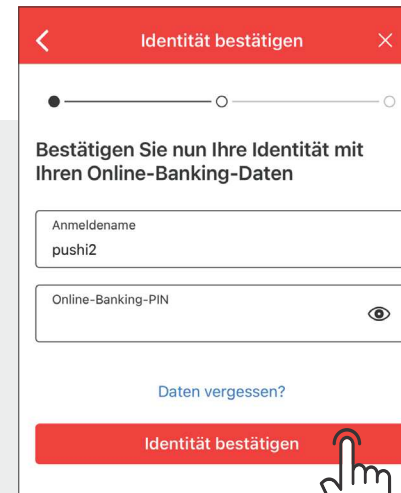 Identität bestätigen
Bestätigen Sie nun Ihre Identität mit
Ihren Online-Banking-Daten
Anmeldename
pushi2
Online-Banking-PIN
Daten vergessen?
Identität bestätigen